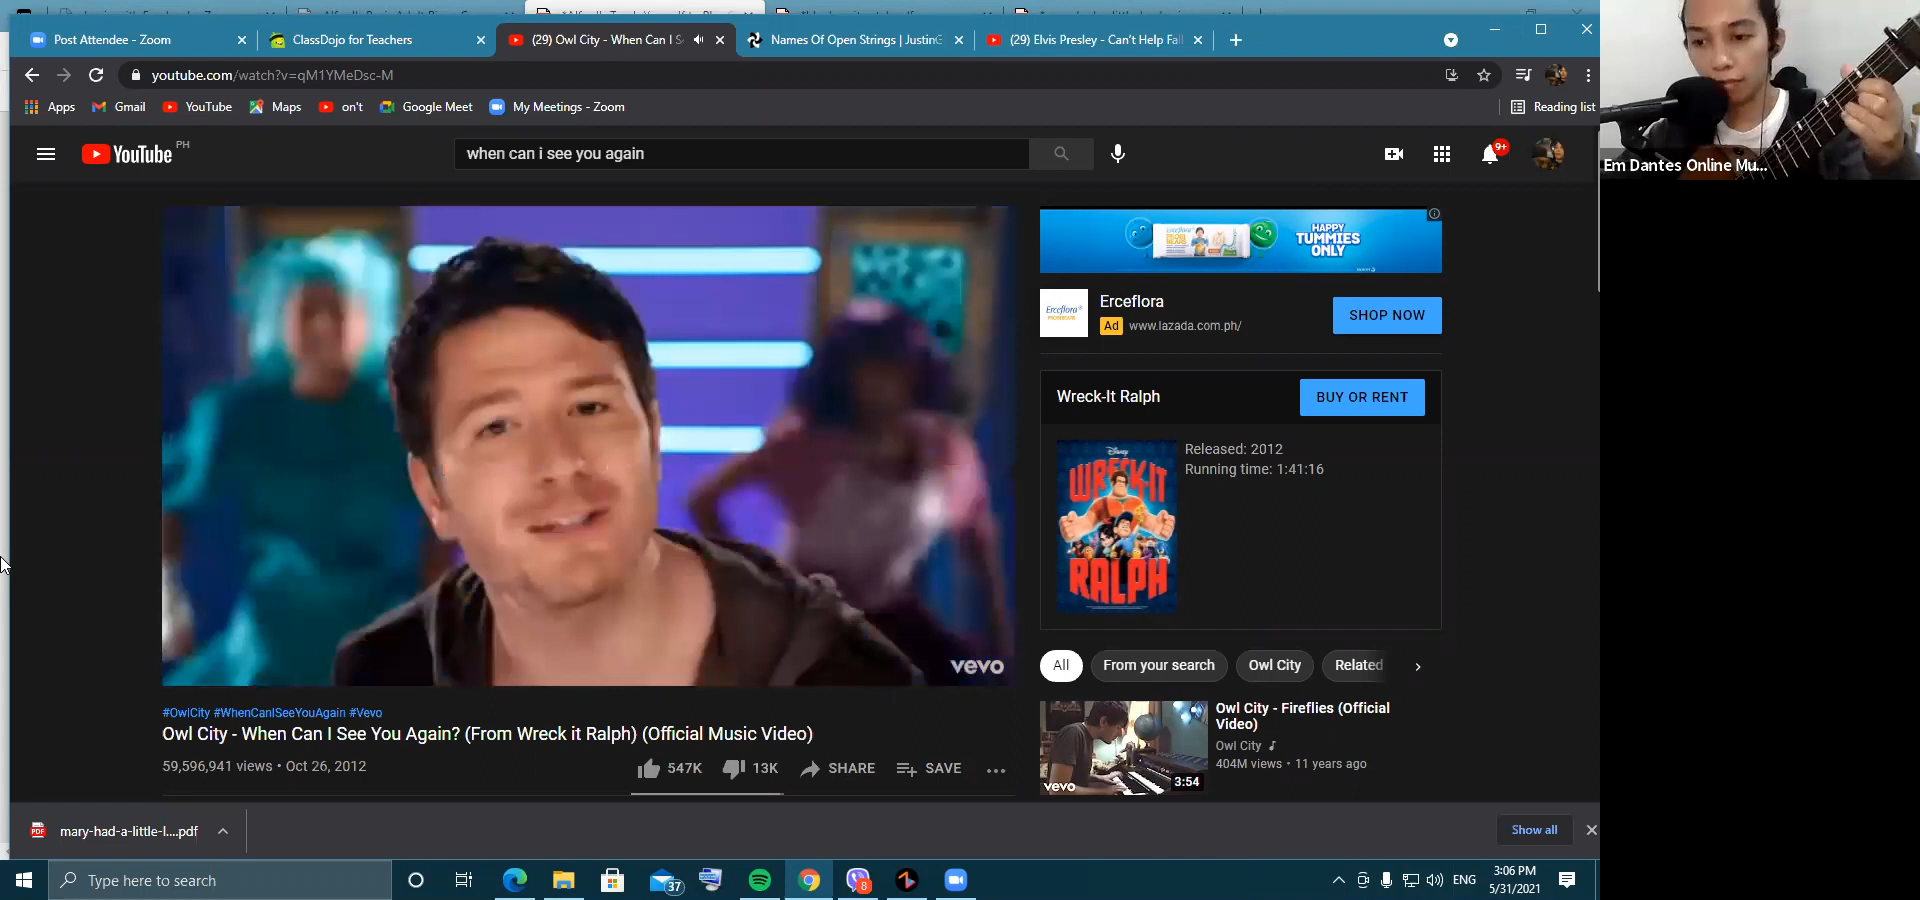 Post Attendee - Zoom
ClassDojo for Teachers
(29) Owl City - When Can I S
Names Of Open Strings | JustinG
(29) Elvis Presley - Can't Help Fal
youtube.com/watch?v=qM1YMeDsc-M
Apps
Gmail
YouTube
Maps
on't
Google Meet
My Meetings - Zoom
Reading list
Em Dantes Online Mu...
YouTube PH
when can i see you again
9+
HAPPY
TUMMIES
ONLY
Erceflora
Erceflora
Ad www.lazada.com.ph/
SHOP NOW
Wreck-It Ralph
BUY OR RENT
Released: 2012
Running time: 1:41:16
Disney
WRECK-IT
RALPH
vevo
All
From your search
Owl City
Related
#OwlCity #WhenCanISeeYouAgain #Vevo
Owl City - When Can I See You Again? (From Wreck it Ralph) (Official Music Video)
59,596,941 views • Oct 26, 2012
547K
13K
SHARE
SAVE
Owl City - Fireflies (Official
Video)
Owl City
404M views • 11 years ago
vevo
3:54
PDF
mary-had-a-little-l....pdf
Show all
Type here to search
37
8
ENG
3:06 PM
5/31/2021